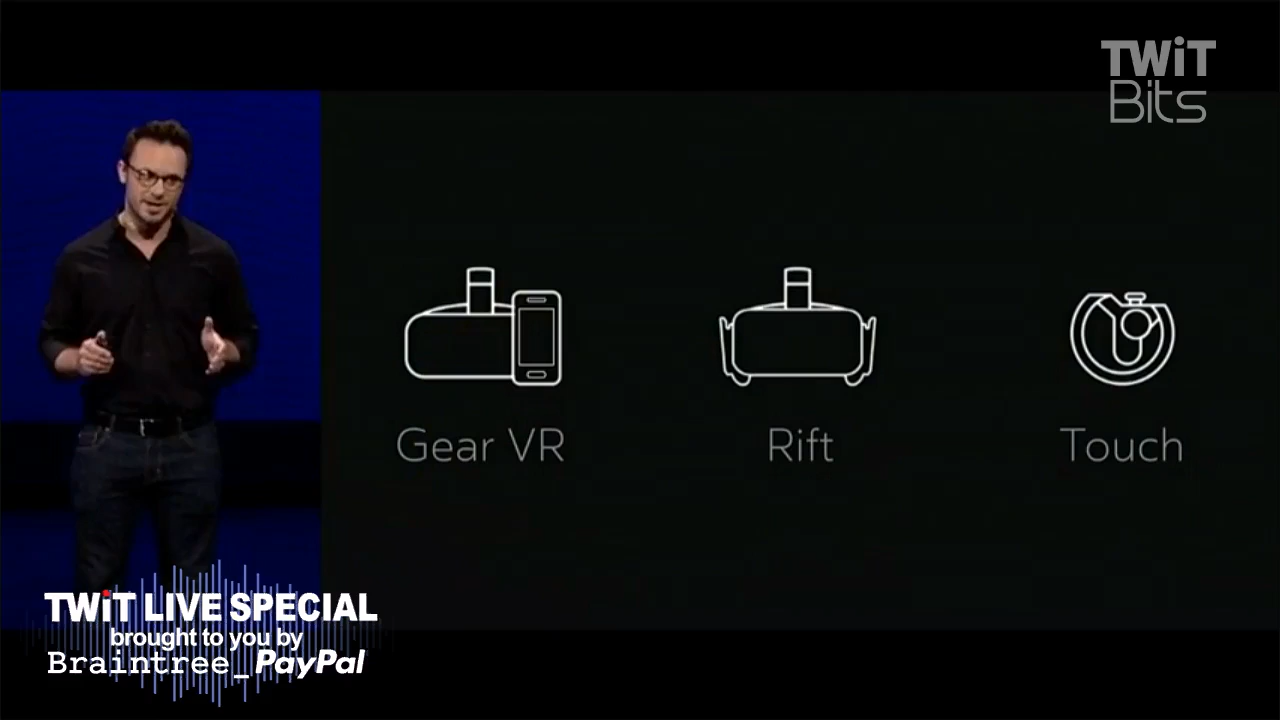 TWiT
Bits
Gear VR
Rift
Touch
TWiT LIVE SPECIAL
brought to you by
Braintree_PayPal